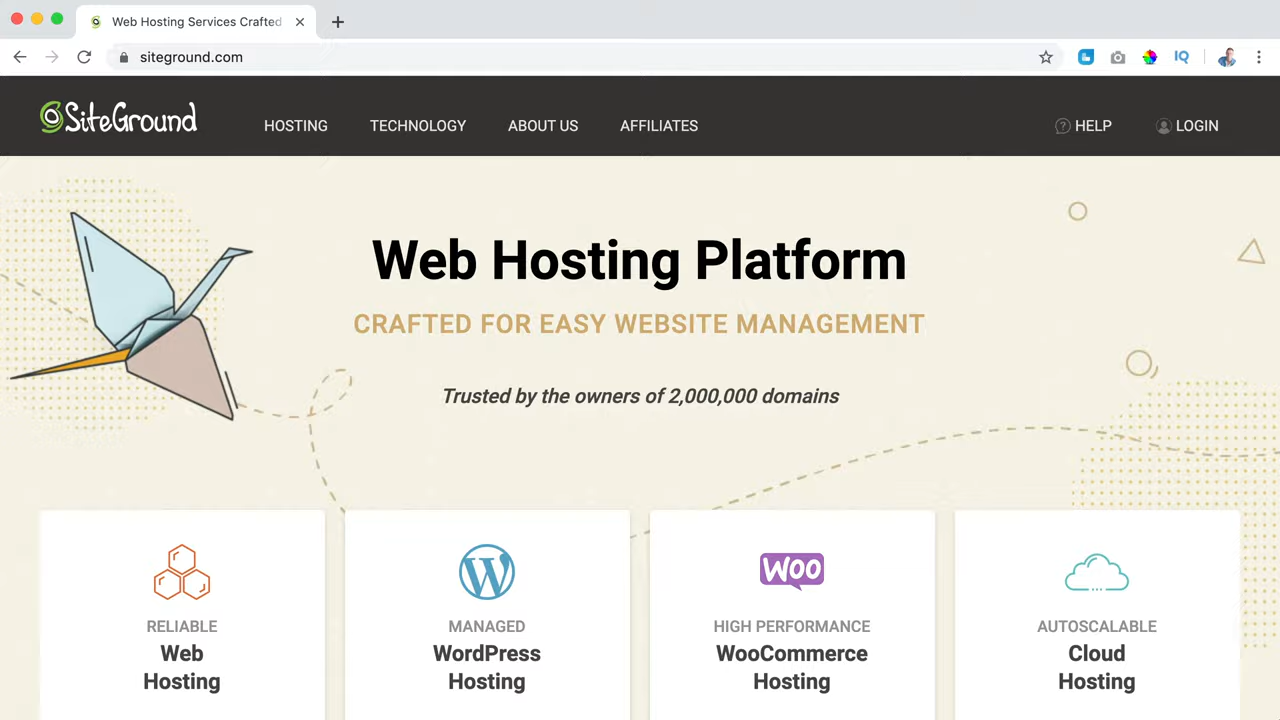 Web Hosting Services Crafted
siteground.com
IQ
SiteGround
HOSTING
TECHNOLOGY
ABOUT US
AFFILIATES
? HELP
LOGIN
Web Hosting Platform
CRAFTED FOR EASY WEBSITE MANAGEMENT
Trusted by the owners of 2,000,000 domains
RELIABLE
Web
Hosting
W
MANAGED
WordPress
Hosting
WOO
HIGH PERFORMANCE
WooCommerce
Hosting
AUTOSCALABLE
Cloud
Hosting